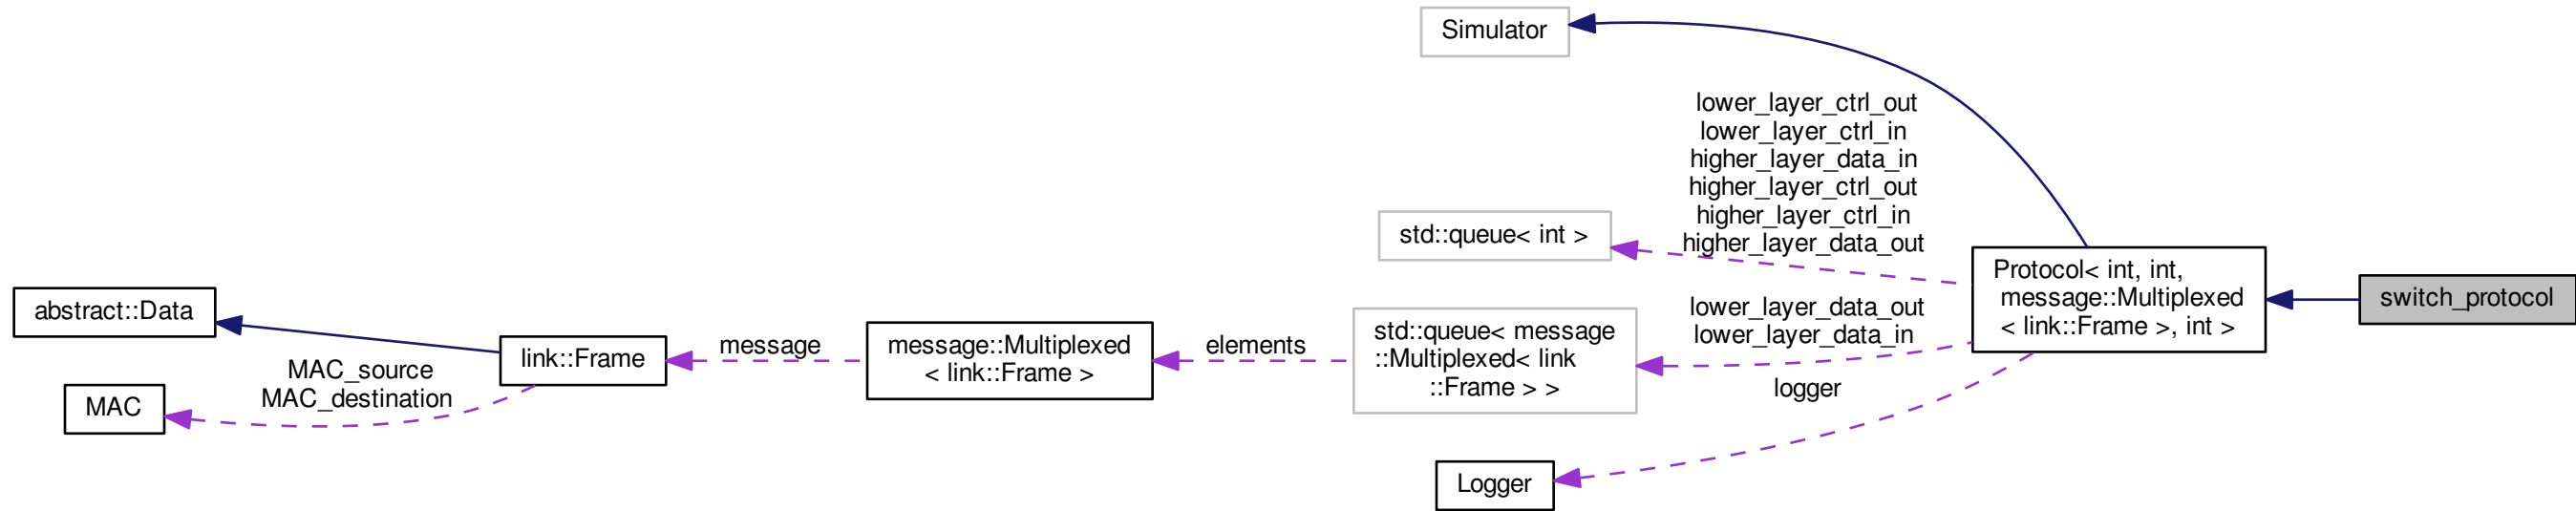 Simulator
lower_layer_ctrl_out
lower_layer_ctrl_in
higher_layer_data_in
higher_layer_ctrl_out
higher_layer_ctrl_in
higher_layer_data_out
std::queue< int >
Protocol< int, int,
message::Multiplexed
< link::Frame >, int >
switch_protocol
abstract::Data
MAC_source
MAC_destination
MAC
link::Frame
message
message::Multiplexed
< link::Frame >
elements
std::queue< message
::Multiplexed< link
::Frame > >
lower_layer_data_out
lower_layer_data_in
logger
Logger